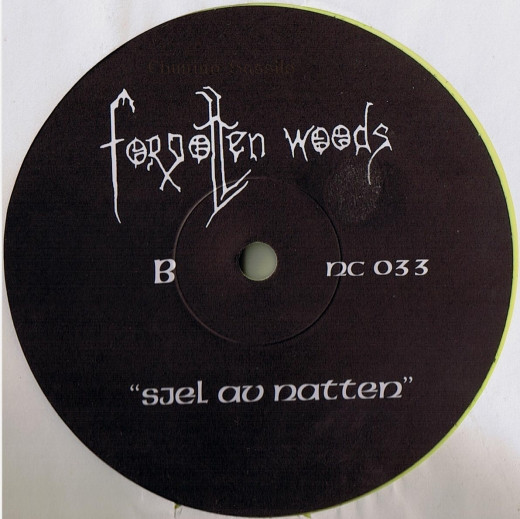 forgotten woods
B
NC 033
"sjel av natten"